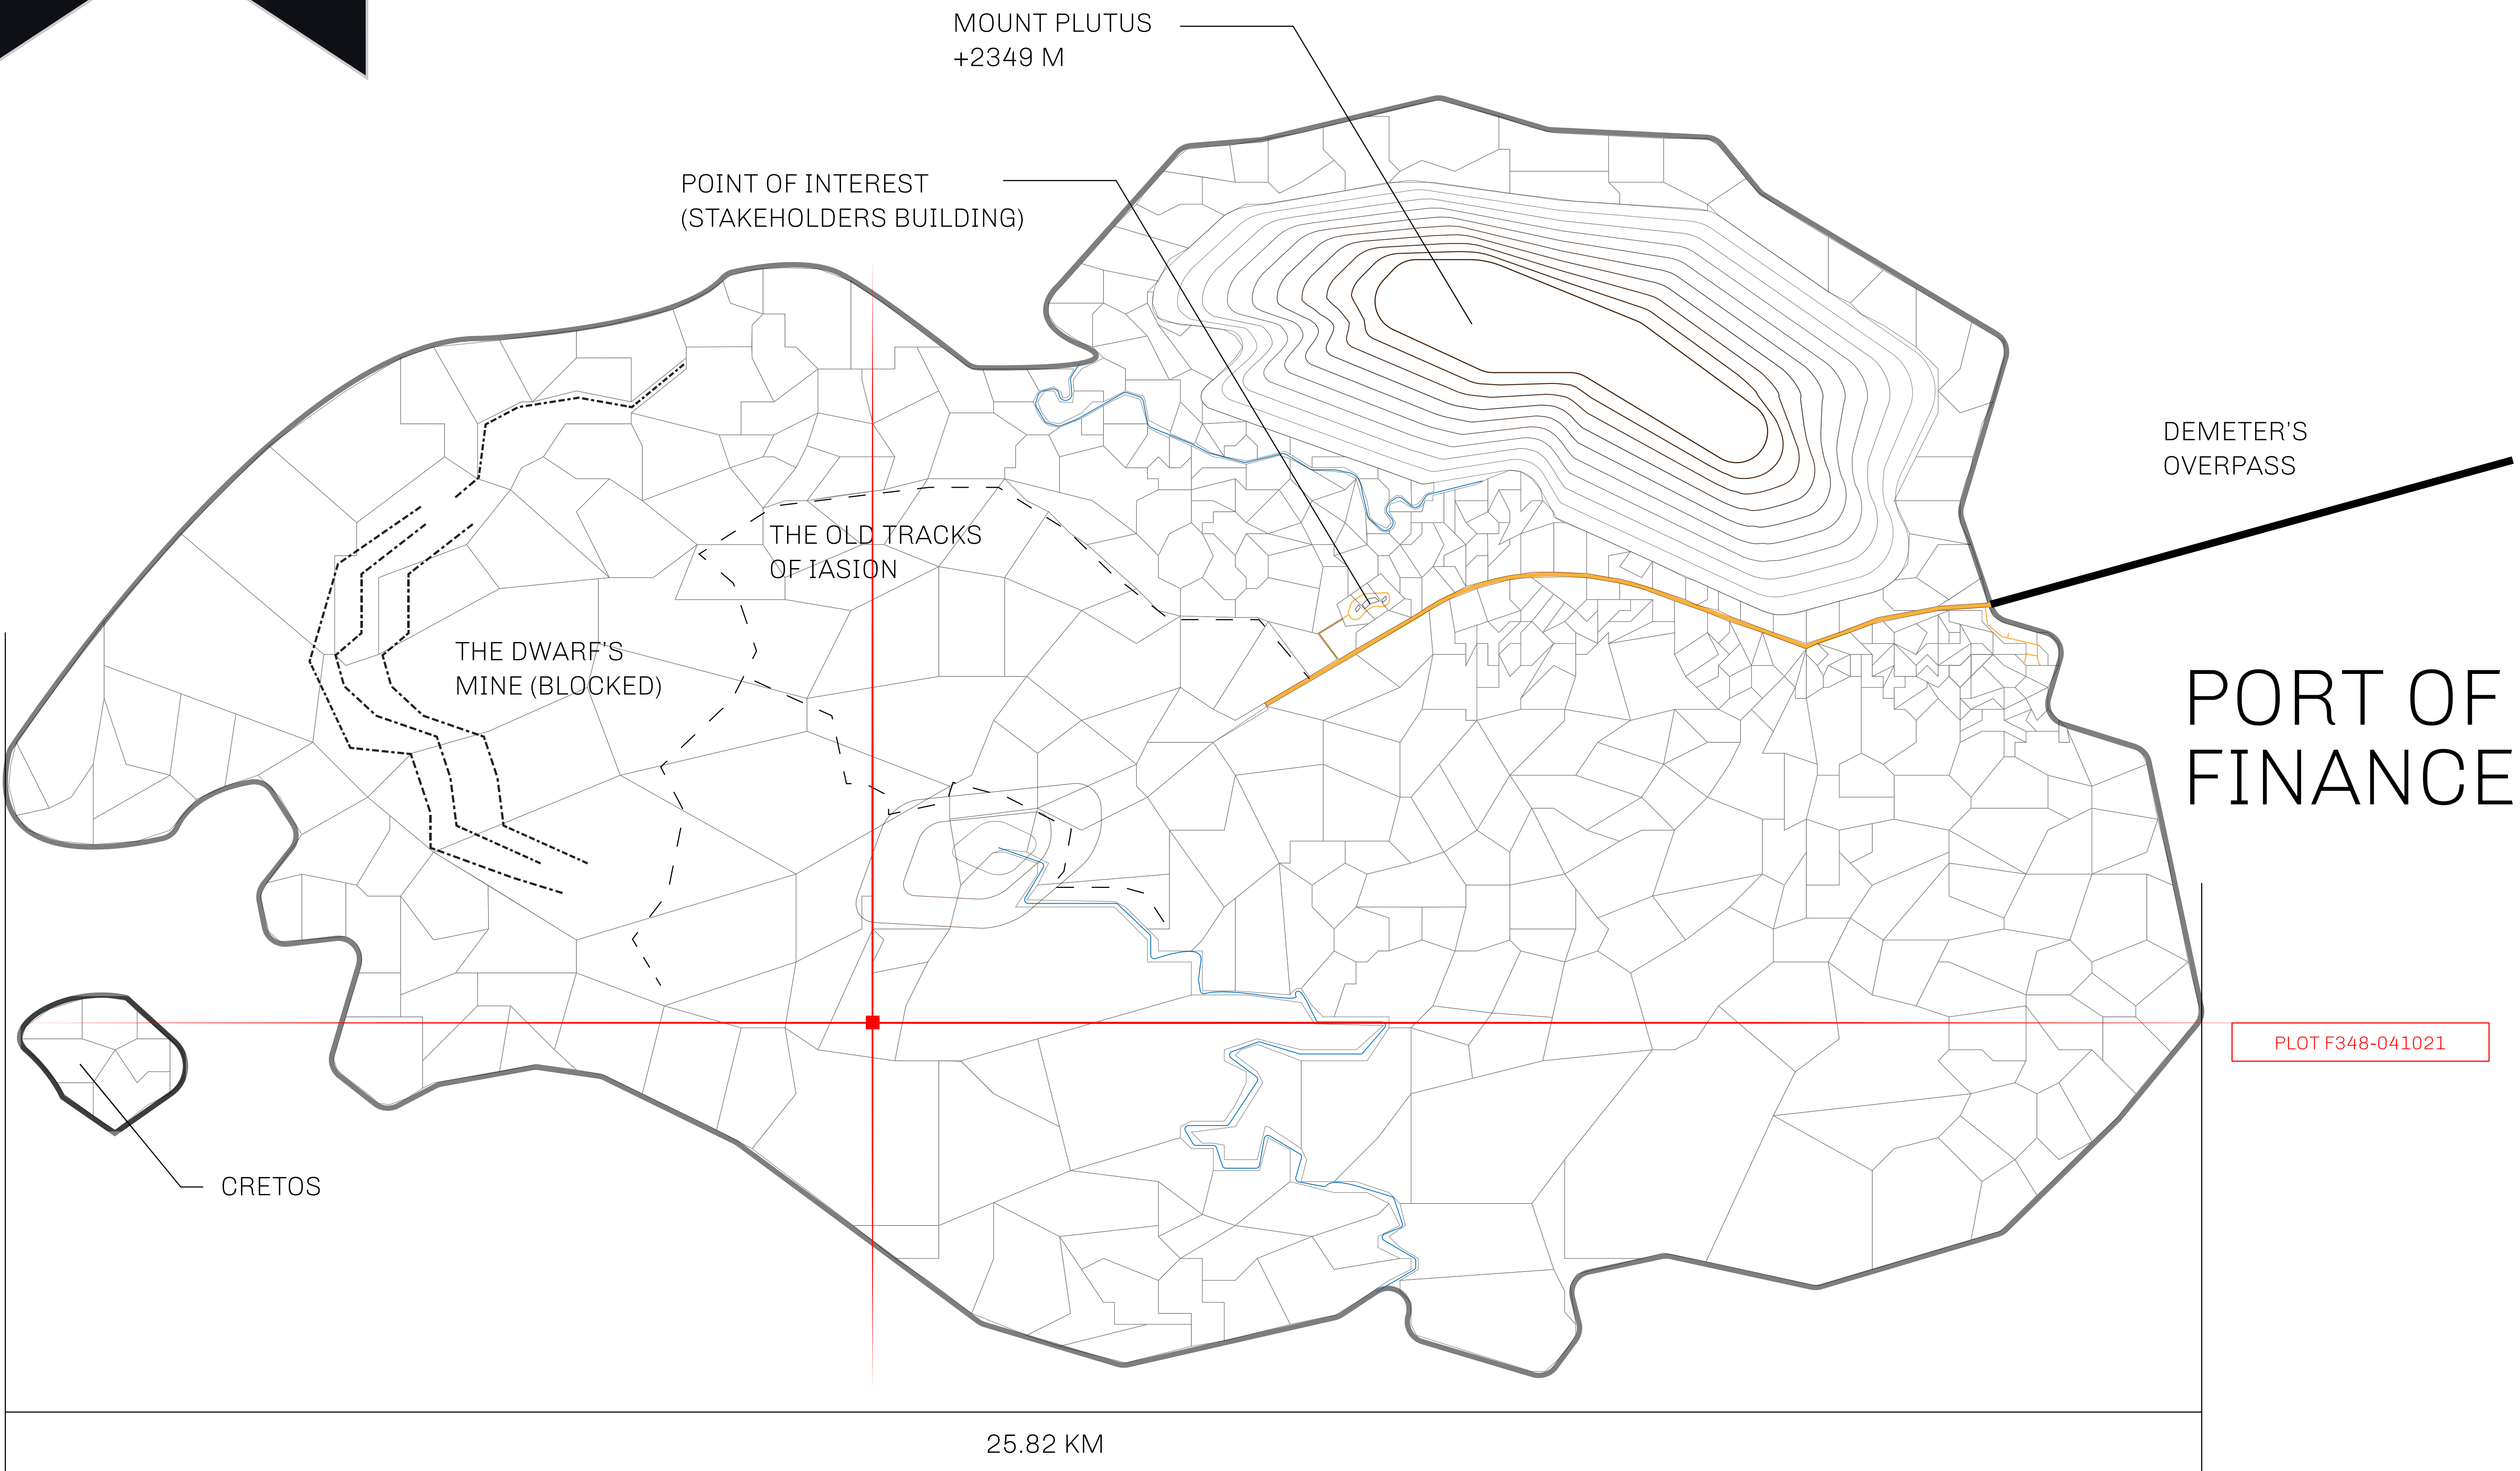 MOUNT PLUTUS
+2349 M
POINT OF INTEREST
(STAKEHOLDERS BUILDING)
DEMETER'S
OVERPASS
THE OLD TRACKS
OF IASION
THE DWARF'S
MINE (BLOCKED)
PORT OF
FINANCE
PLOT F348-041021
CRETOS
25.82 KM